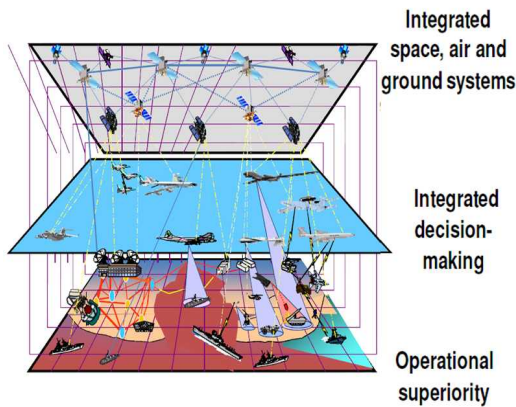 Integrated
space, air and
ground systems
Integrated
decision-
making
Operational
superiority